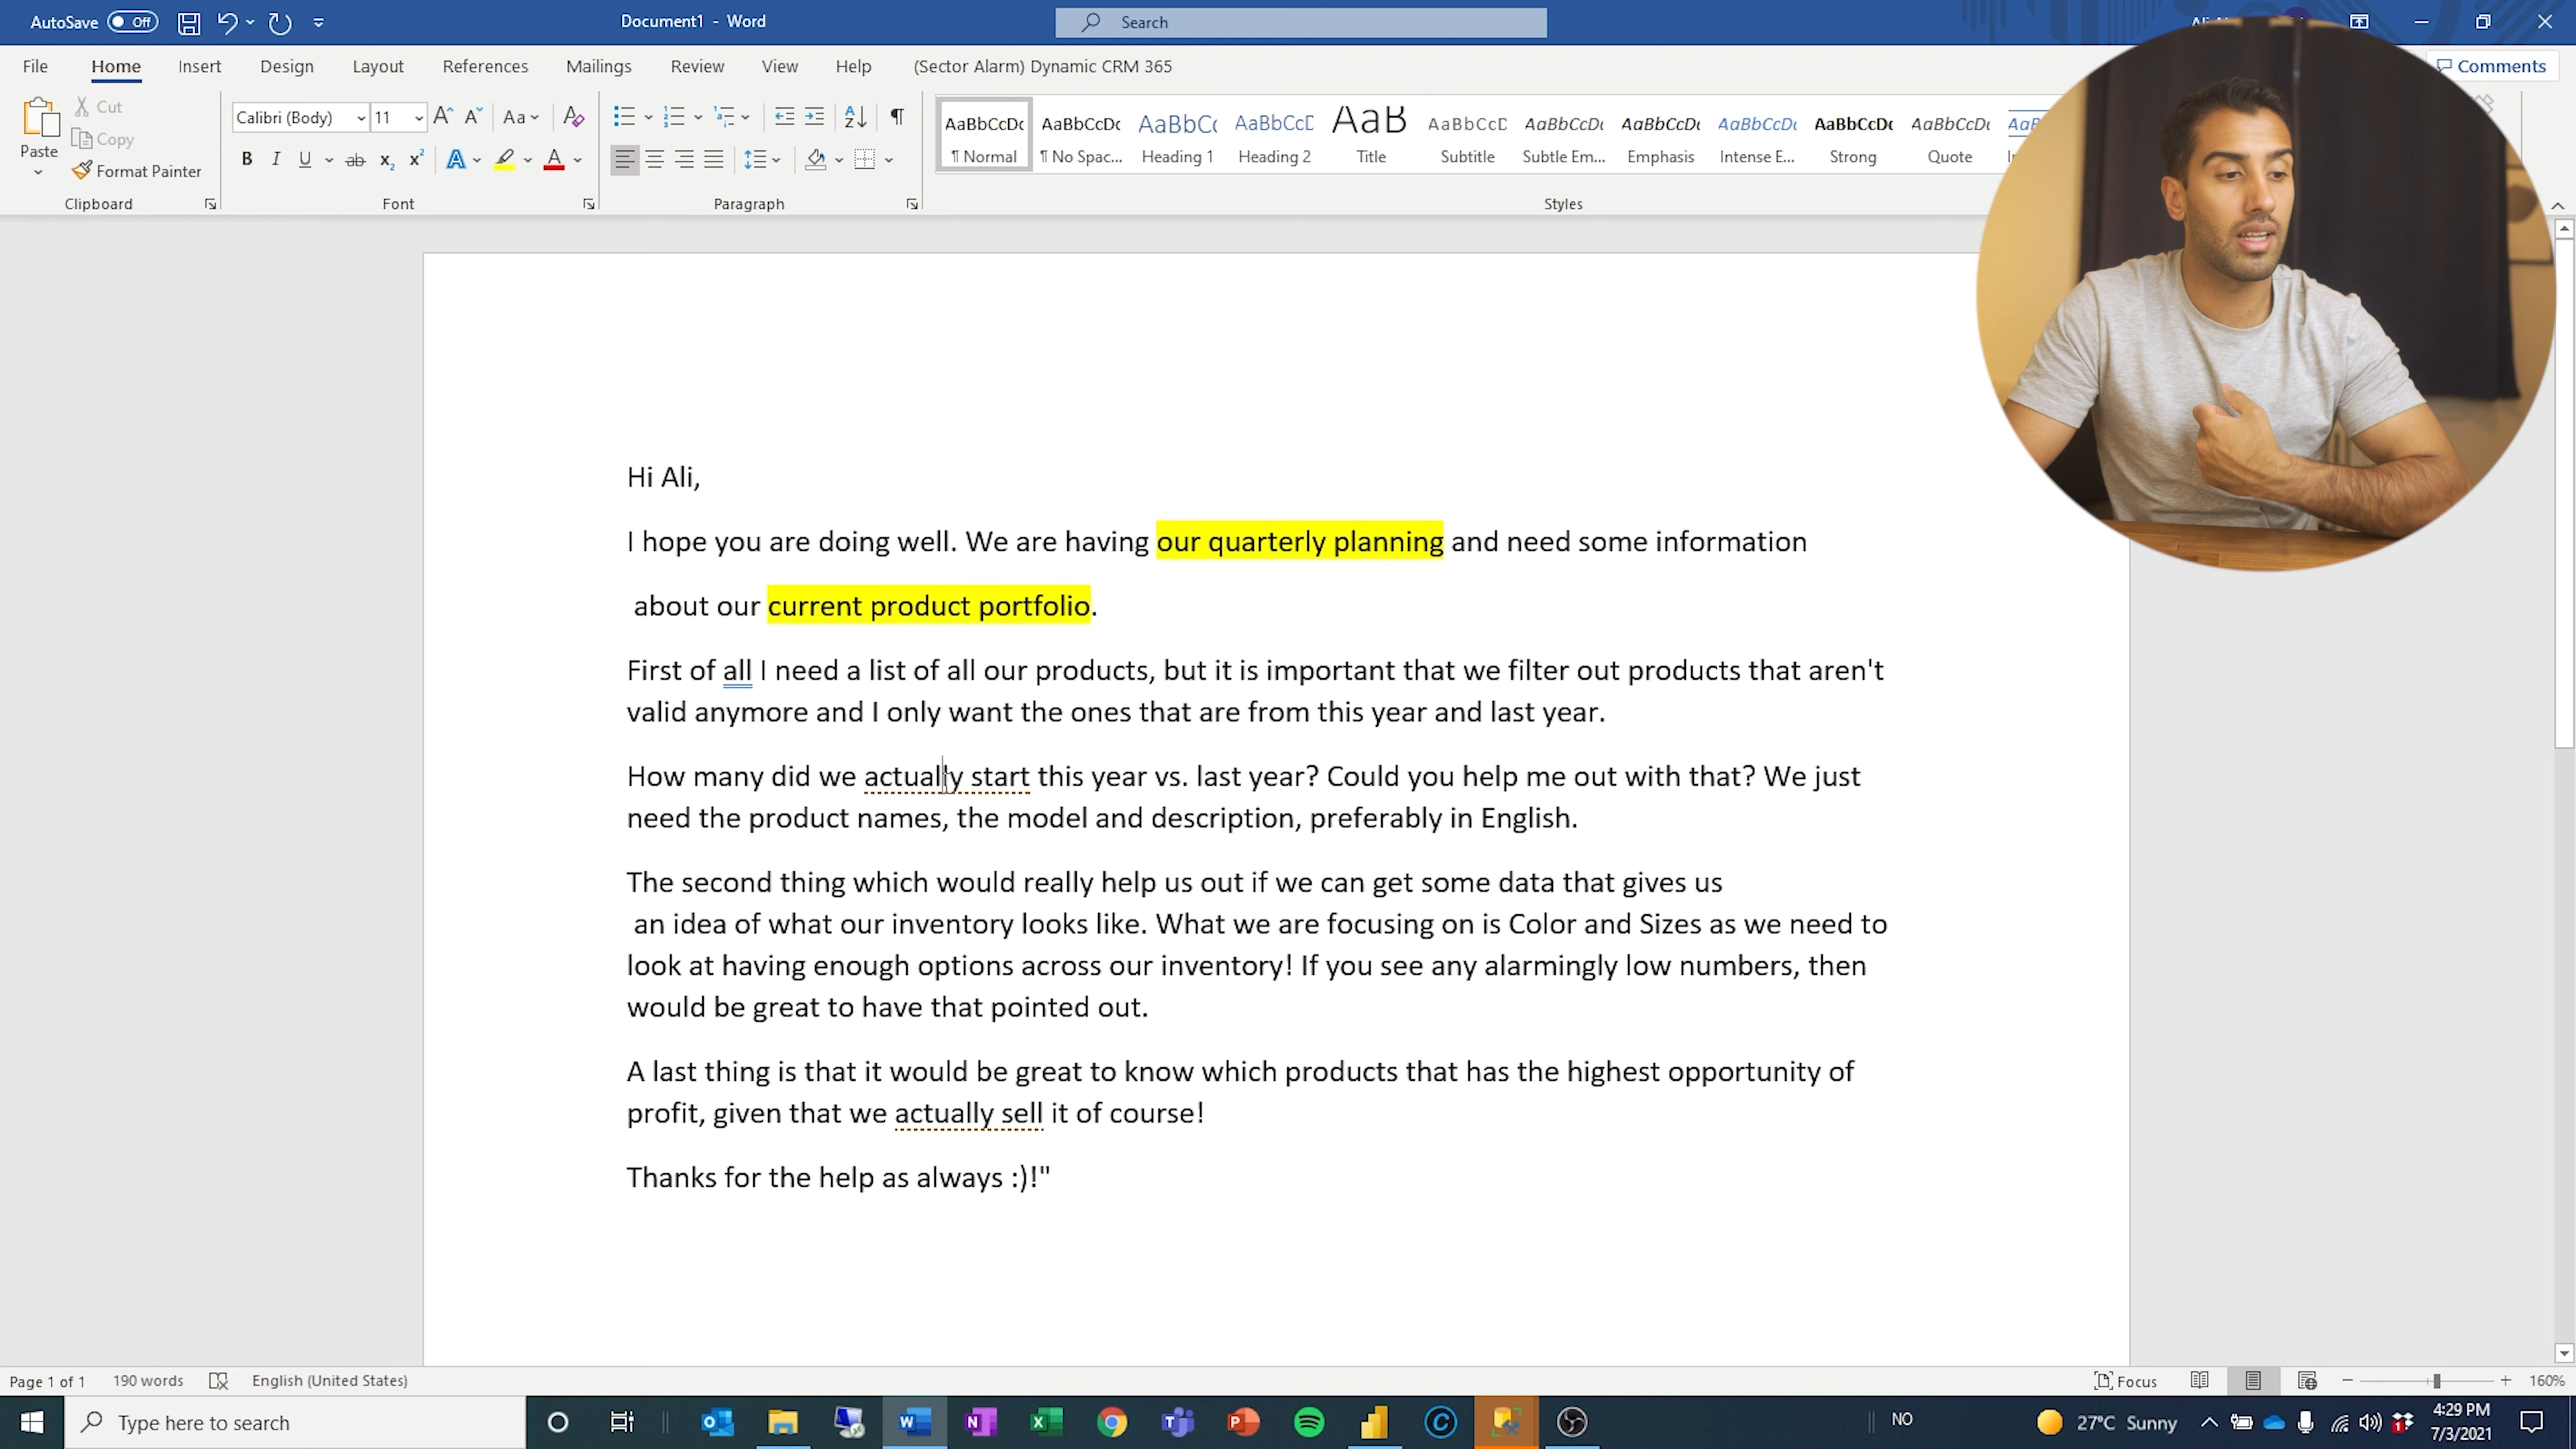 AutoSave Off Document1 - Word Search
File Home Insert Design Layout References Mailings Review View Help (Sector Alarm) Dynamic CRM 365 Comments
Paste Cut Copy Format Painter
Clipboard
Calibri (Body) 11
Font
Paragraph
AaBbCcDc AaBbCcDc AaBbCc AaBbCcD AaB AaBbCcD AaBbCcDc AaBbCcDc AaBbCcDc AaBbCcDc AaBbCcDc
¶ Normal ¶ No Spac... Heading 1 Heading 2 Title Subtitle Subtle Em... Emphasis Intense E... Strong Quote
Styles
Hi Ali,
I hope you are doing well. We are having our quarterly planning and need some information
about our current product portfolio.
First of all I need a list of all our products, but it is important that we filter out products that aren't
valid anymore and I only want the ones that are from this year and last year.
How many did we actually start this year vs. last year? Could you help me out with that? We just
need the product names, the model and description, preferably in English.
The second thing which would really help us out if we can get some data that gives us
an idea of what our inventory looks like. What we are focusing on is Color and Sizes as we need to
look at having enough options across our inventory! If you see any alarmingly low numbers, then
would be great to have that pointed out.
A last thing is that it would be great to know which products that has the highest opportunity of
profit, given that we actually sell it of course!
Thanks for the help as always :)!"
Page 1 of 1 190 words English (United States) Focus 160%
Type here to search NO 27°C Sunny 4:29 PM
7/3/2021